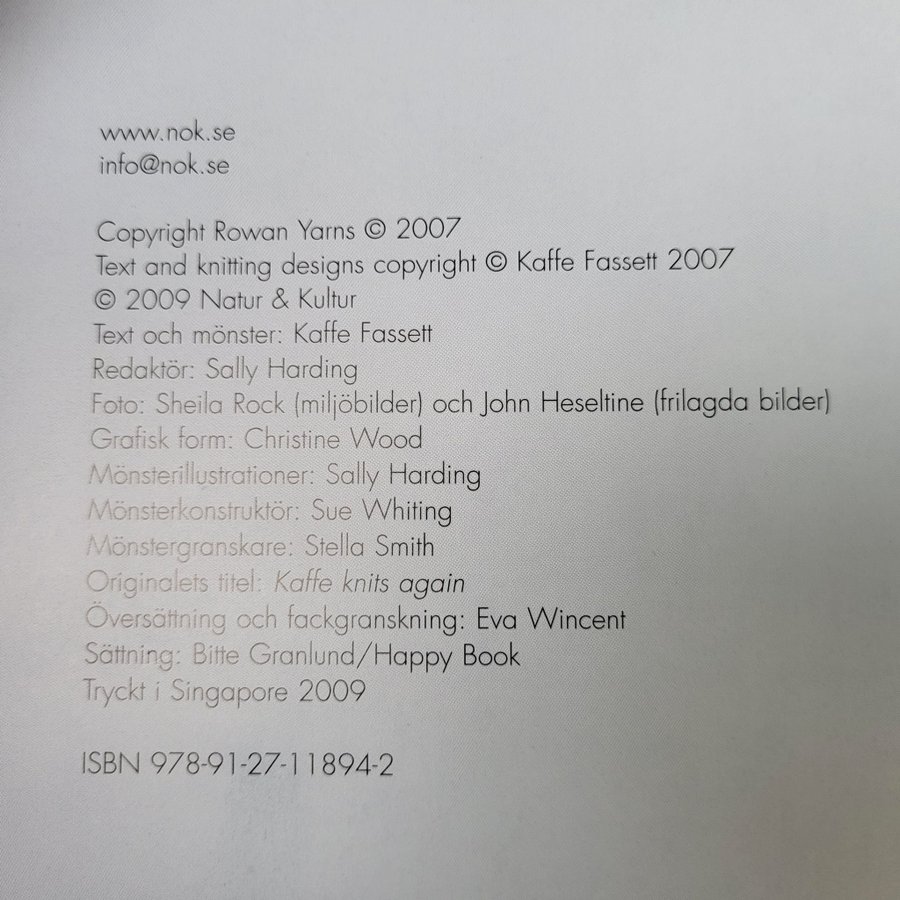 www.nok.se
info@nok.se
Copyright Rowan Yarns © 2007
Text and knitting designs copyright © Kaffe Fassett 2007
© 2009 Natur & Kultur
Text och mönster: Kaffe Fassett
Redaktör: Sally Harding
Foto: Sheila Rock (miljöbilder) och John Heseltine (frilagda bilder)
Grafisk form: Christine Wood
Mönsterillustrationer: Sally Harding
Mönsterkonstruktör: Sue Whiting
Mönstergranskare: Stella Smith
Originalets titel: Kaffe knits again
Översättning och fackgranskning: Eva Wincent
Sättning: Bitte Granlund/Happy Book
Tryckt i Singapore 2009
ISBN 978-91-27-11894-2